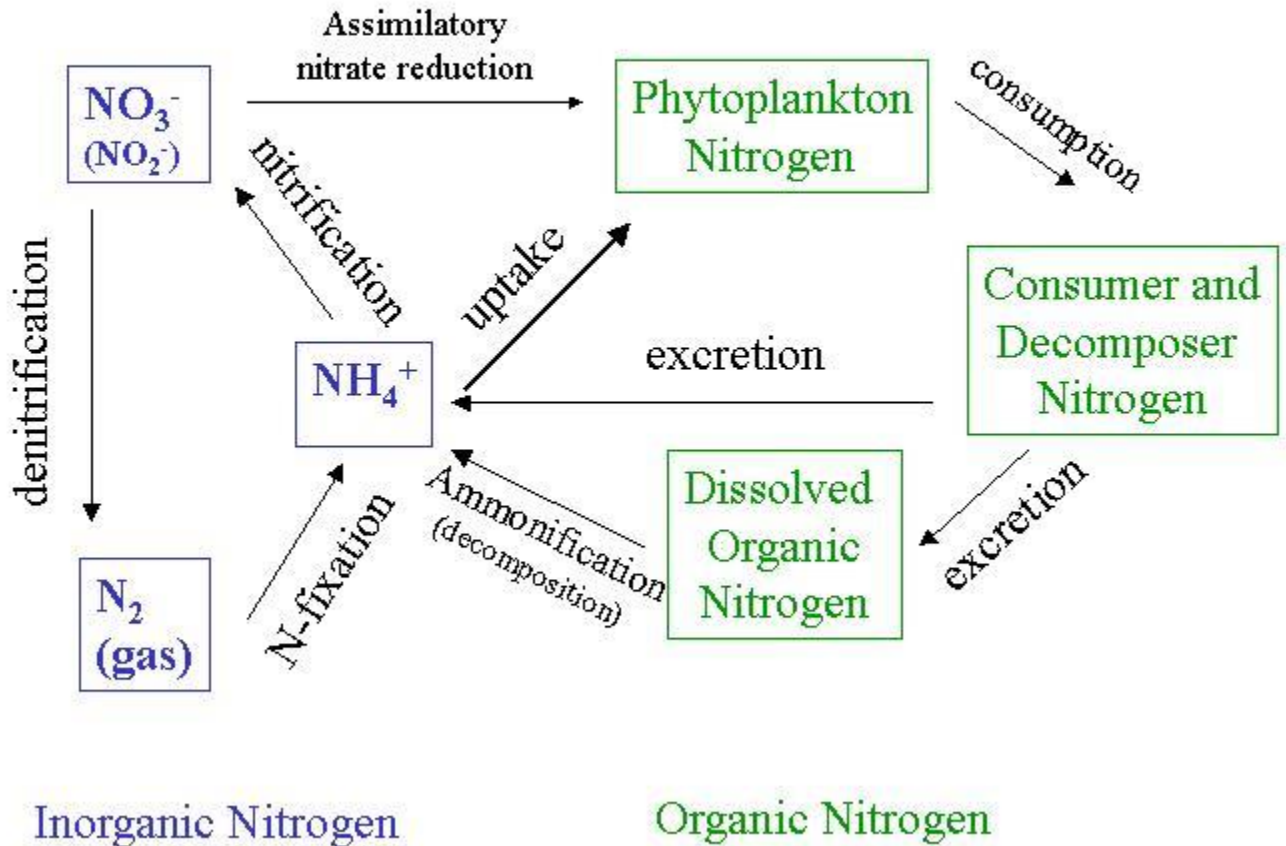 Assimilatory
nitrate reduction
NO₃⁻
(NO₂⁻)
Phytoplankton
Nitrogen
consumption
nitrification
denitrification
uptake
NH₄⁺
excretion
Consumer and
Decomposer
Nitrogen
N₂
(gas)
N-fixation
Ammonification
(decomposition)
Dissolved
Organic
Nitrogen
excretion
Inorganic Nitrogen
Organic Nitrogen